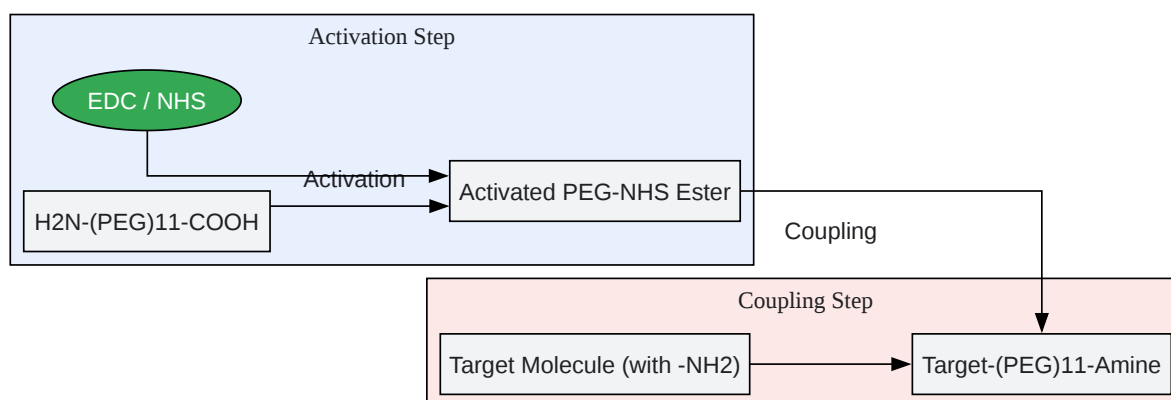 Activation Step
EDC / NHS
Activation
H2N-(PEG)11-COOH
Activated PEG-NHS Ester
Coupling
Coupling Step
Target Molecule (with -NH2)
Target-(PEG)11-Amine